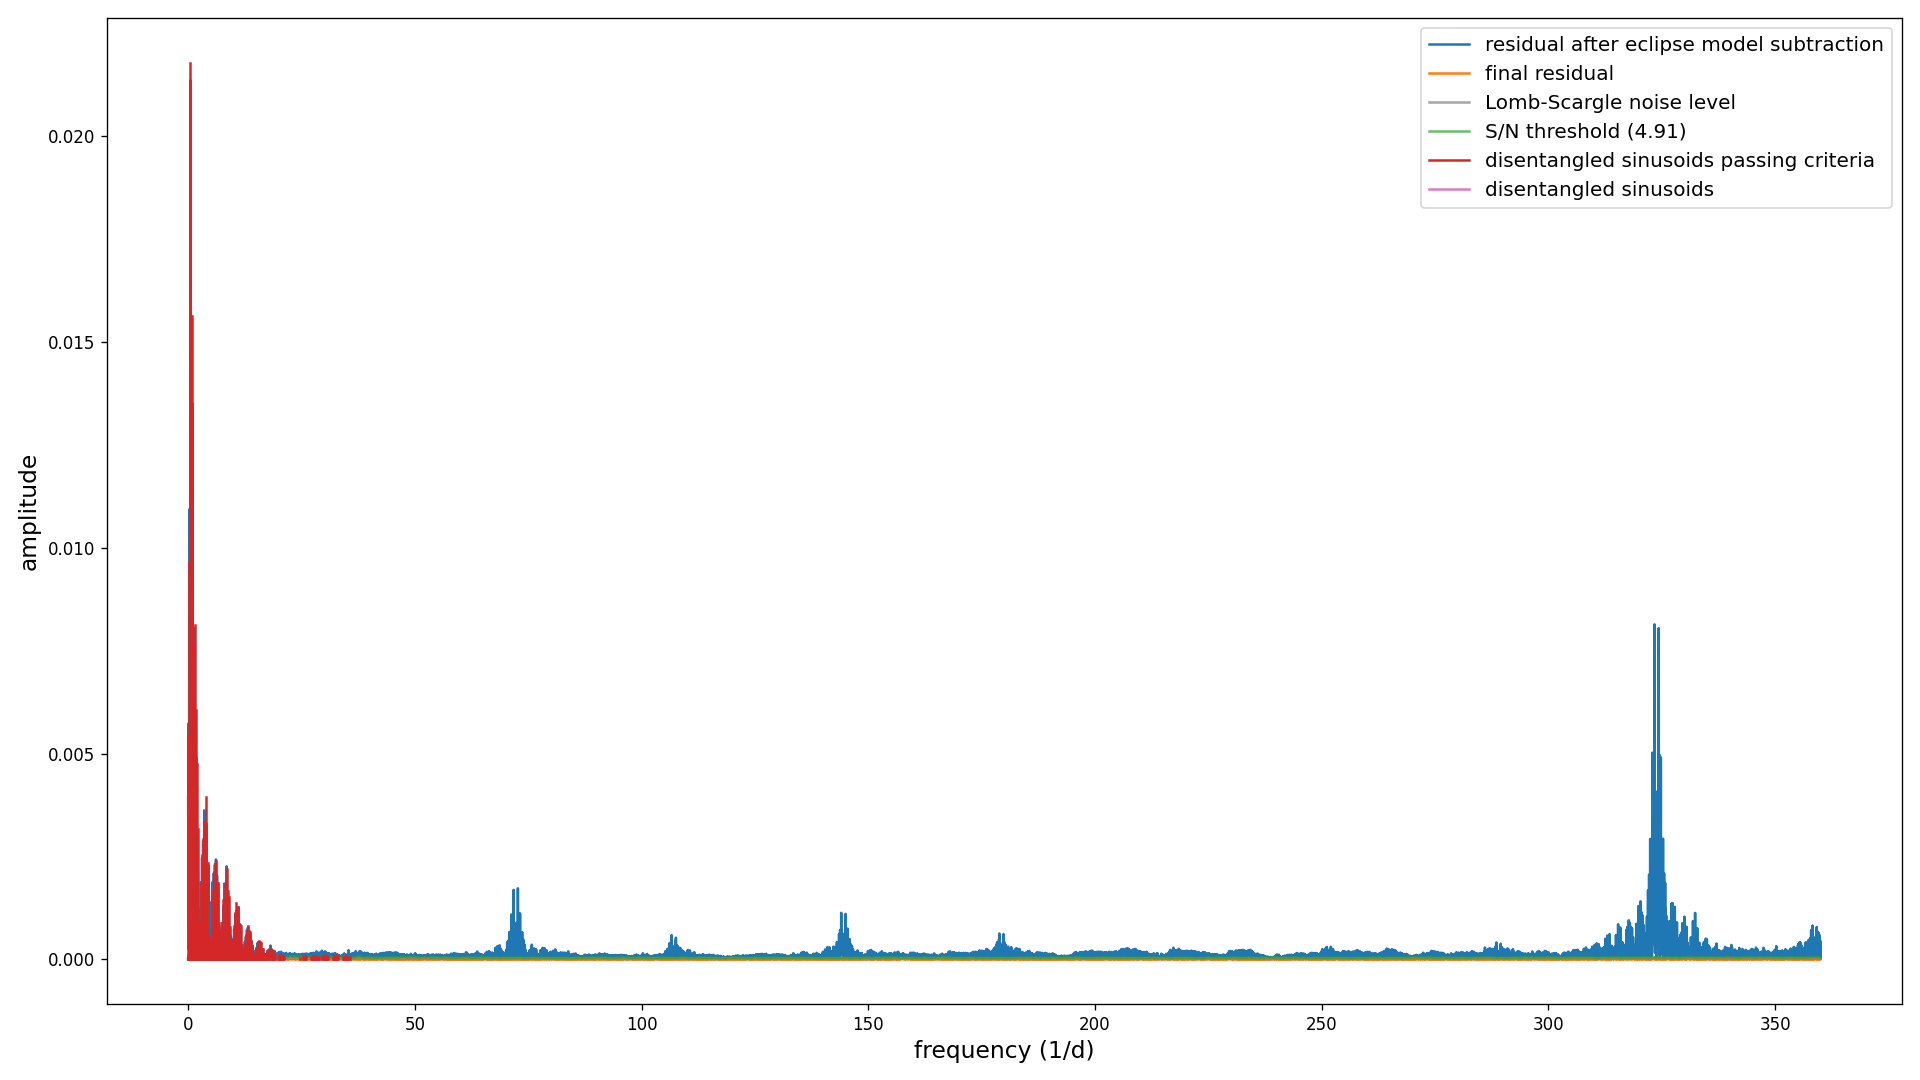 residual after eclipse model subtraction
final residual
Lomb-Scargle noise level
S/N threshold (4.91)
disentangled sinusoids passing criteria
disentangled sinusoids
0.020
0.015
0.010
0.005
0.000
amplitude
0 50 100 150 200 250 300 350
frequency (1/d)